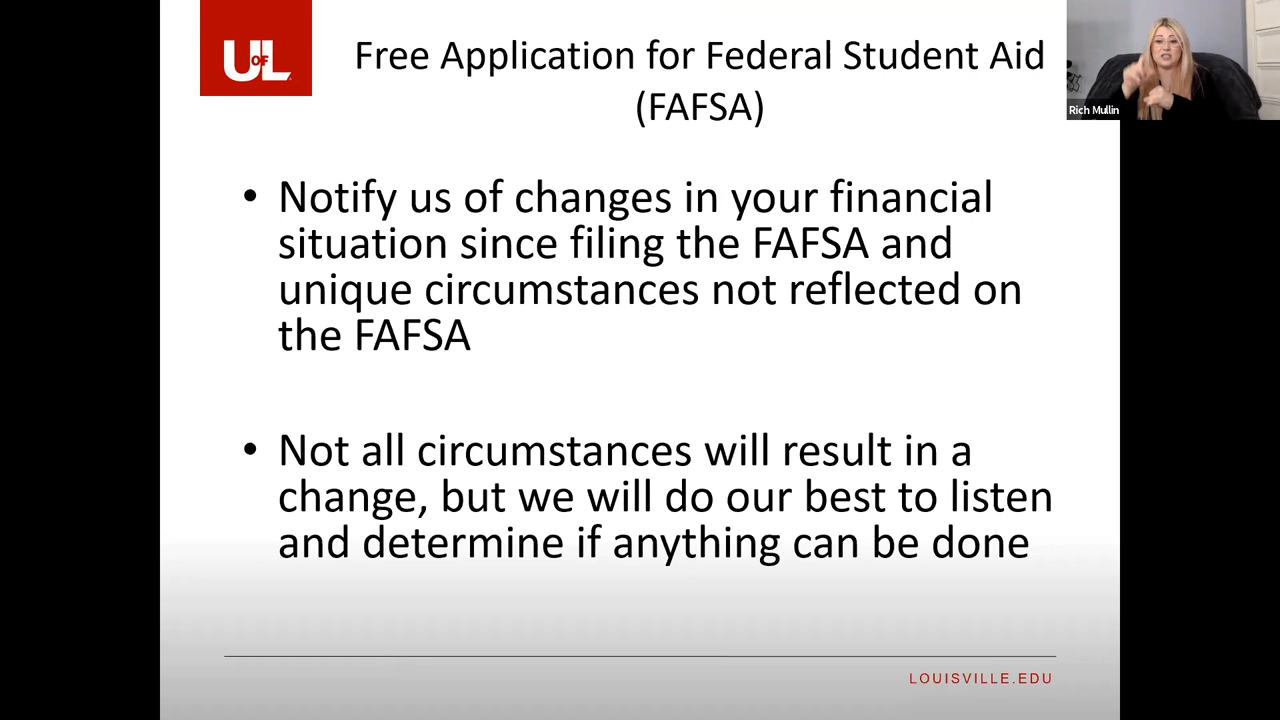 UofL
Free Application for Federal Student Aid
(FAFSA)
Rich Mullin
• Notify us of changes in your financial
situation since filing the FAFSA and
unique circumstances not reflected on
the FAFSA
• Not all circumstances will result in a
change, but we will do our best to listen
and determine if anything can be done
LOUISVILLE.EDU